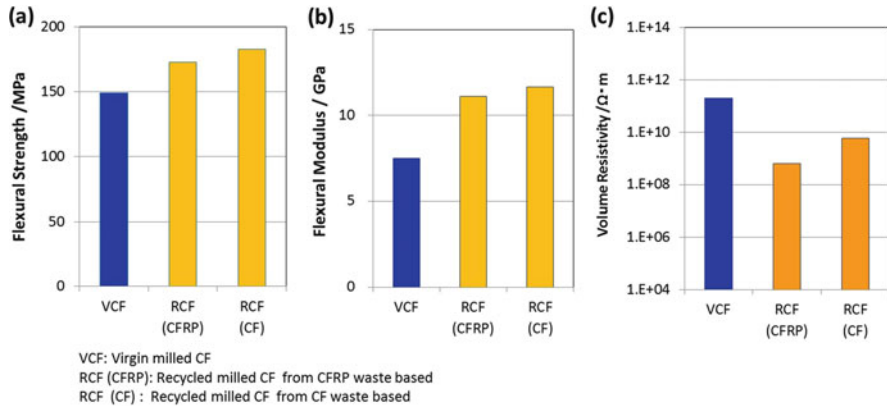 (a)
200
150
100
50
0
Flexural Strength /MPa
VCF
RCF
(CFRP)
RCF
(CF)
(b)
15
10
5
0
Flexural Modulus / GPa
VCF
RCF
(CFRP)
RCF
(CF)
(c)
1.E+14
1.E+12
1.E+10
1.E+08
1.E+06
1.E+04
Volume Resistivity /Ω·m
VCF
RCF
(CFRP)
RCF
(CF)
VCF: Virgin milled CF
RCF (CFRP): Recycled milled CF from CFRP waste based
RCF (CF) : Recycled milled CF from CF waste based